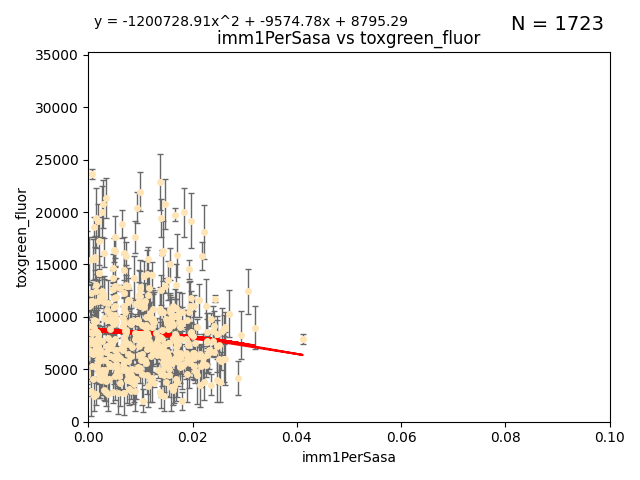 y = -1200728.91x^2 + -9574.78x + 8795.29
N = 1723
imm1PerSasa vs toxgreen_fluor
35000
30000
25000
20000
15000
10000
5000
0
toxgreen_fluor
0.00 0.02 0.04 0.06 0.08 0.10
imm1PerSasa